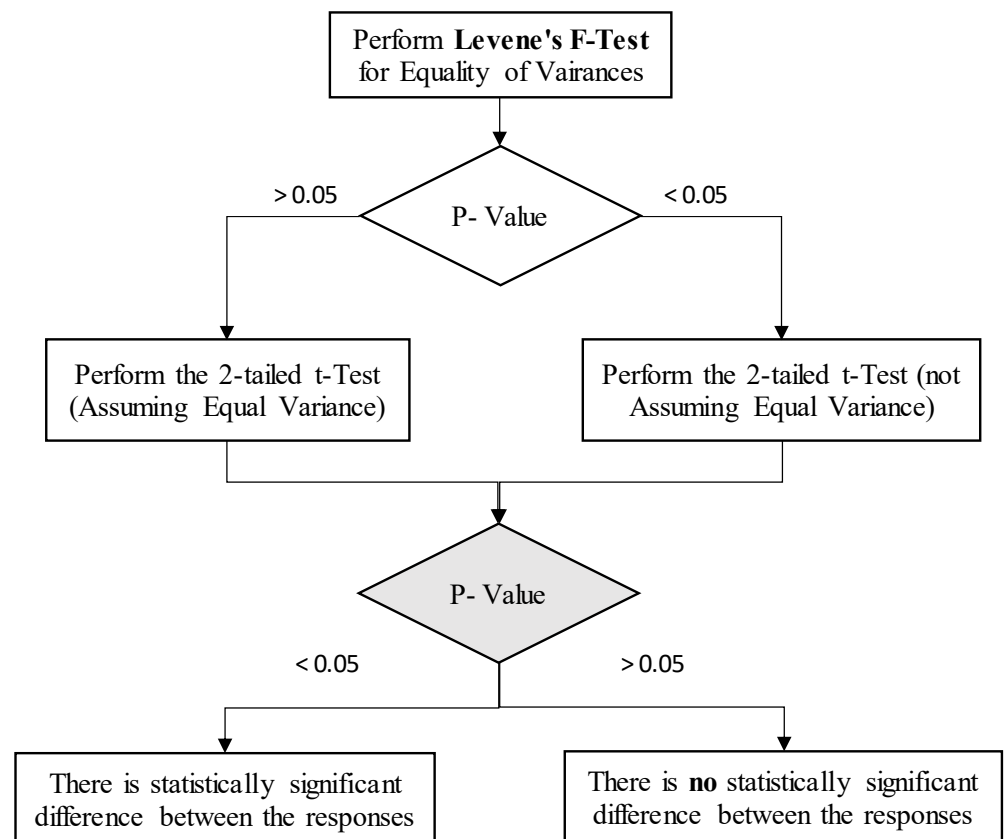 Perform Levene's F-Test
for Equality of Vairances
> 0.05
< 0.05
P- Value
Perform the 2-tailed t-Test
(Assuming Equal Variance)
Perform the 2-tailed t-Test (not
Assuming Equal Variance)
P- Value
< 0.05
> 0.05
There is statistically significant
difference between the responses
There is no statistically significant
difference between the responses